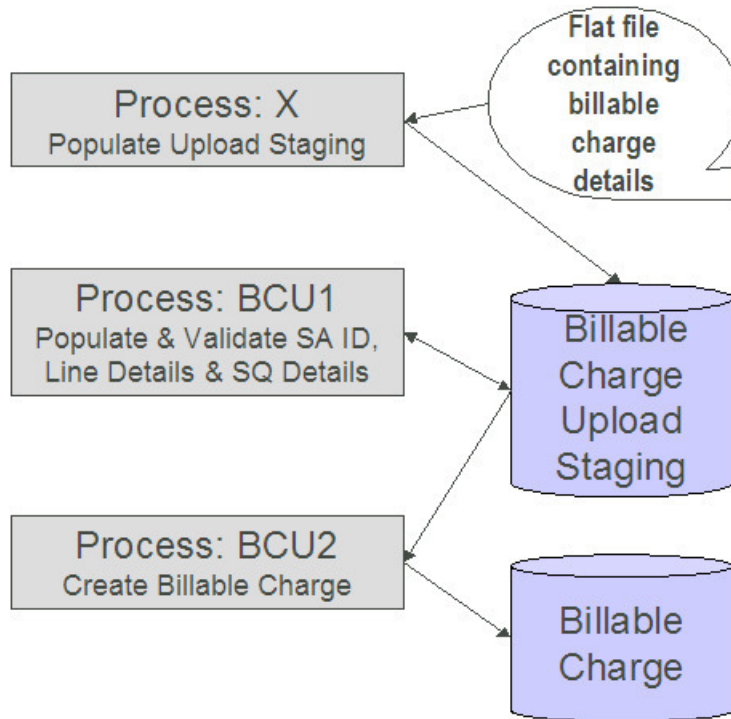 Flat file
containing
billable
charge
details
Process: X
Populate Upload Staging
Process: BCU1
Populate & Validate SA ID,
Line Details & SQ Details
Billable
Charge
Upload
Staging
Process: BCU2
Create Billable Charge
Billable
Charge